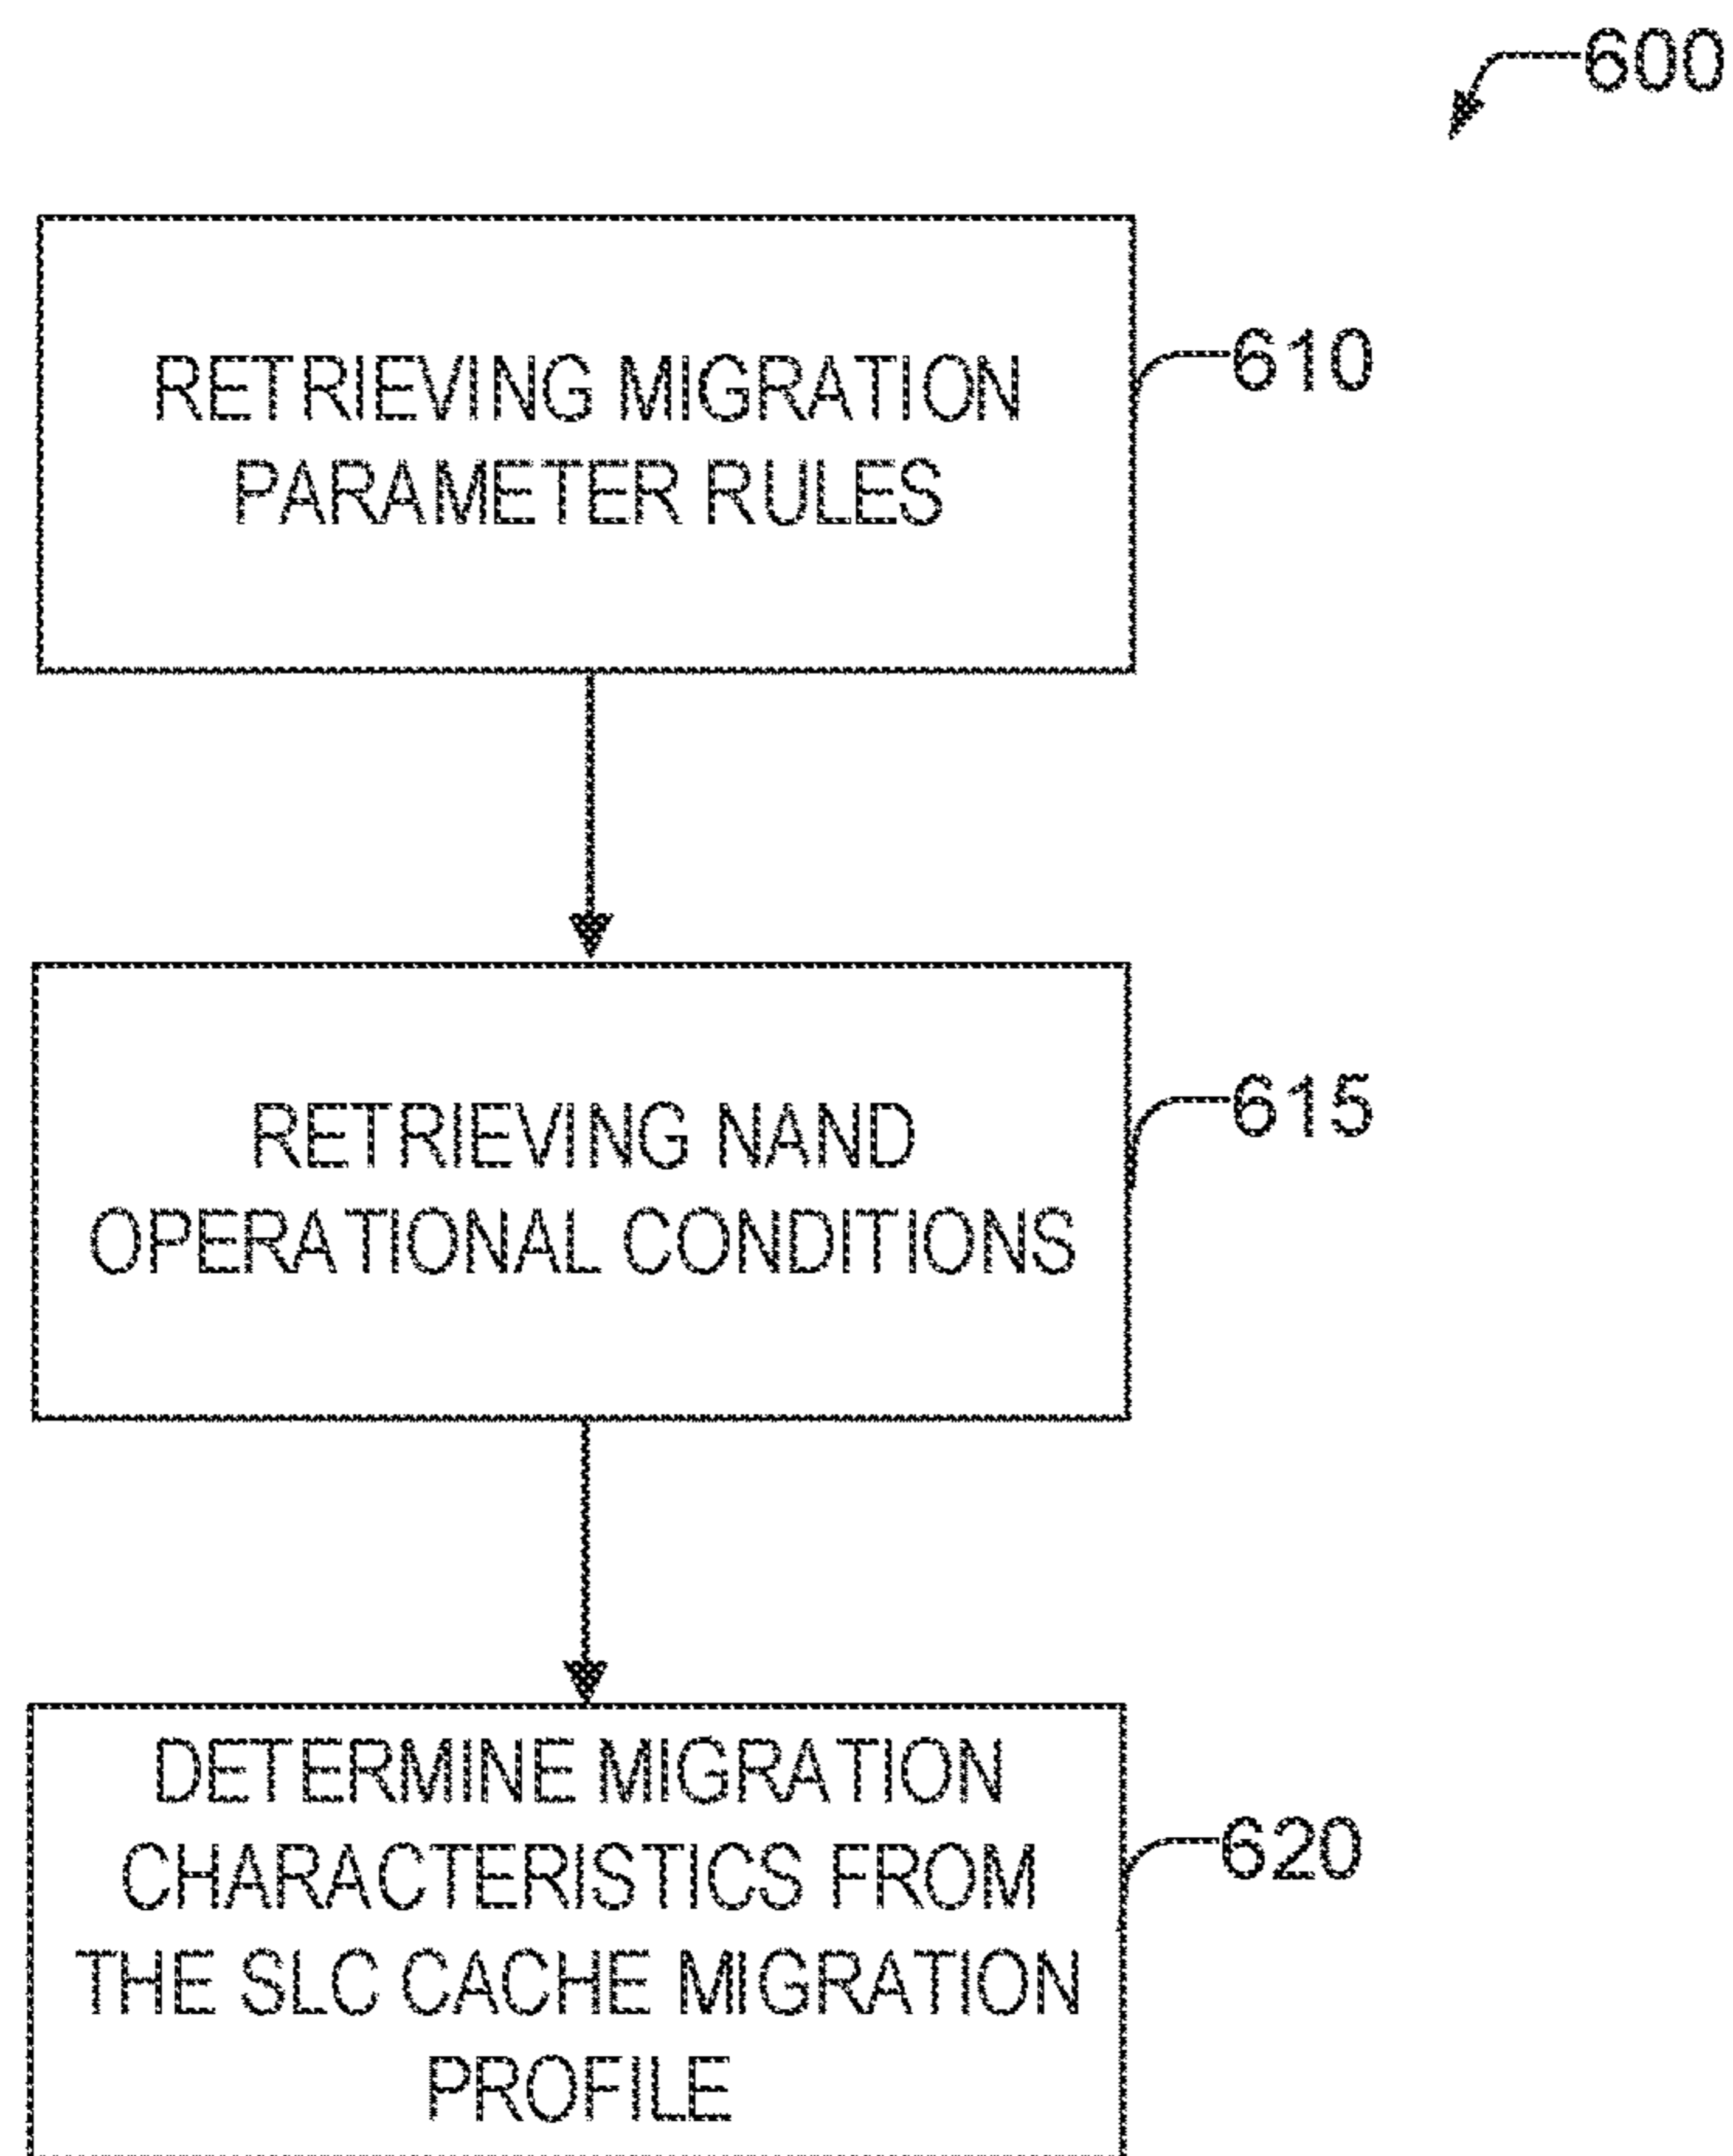 600
RETRIEVING MIGRATION
PARAMETER RULES
610
RETRIEVING NAND
OPERATIONAL CONDITIONS
615
DETERMINE MIGRATION
CHARACTERISTICS FROM
THE SLC CACHE MIGRATION
PROFILE
620